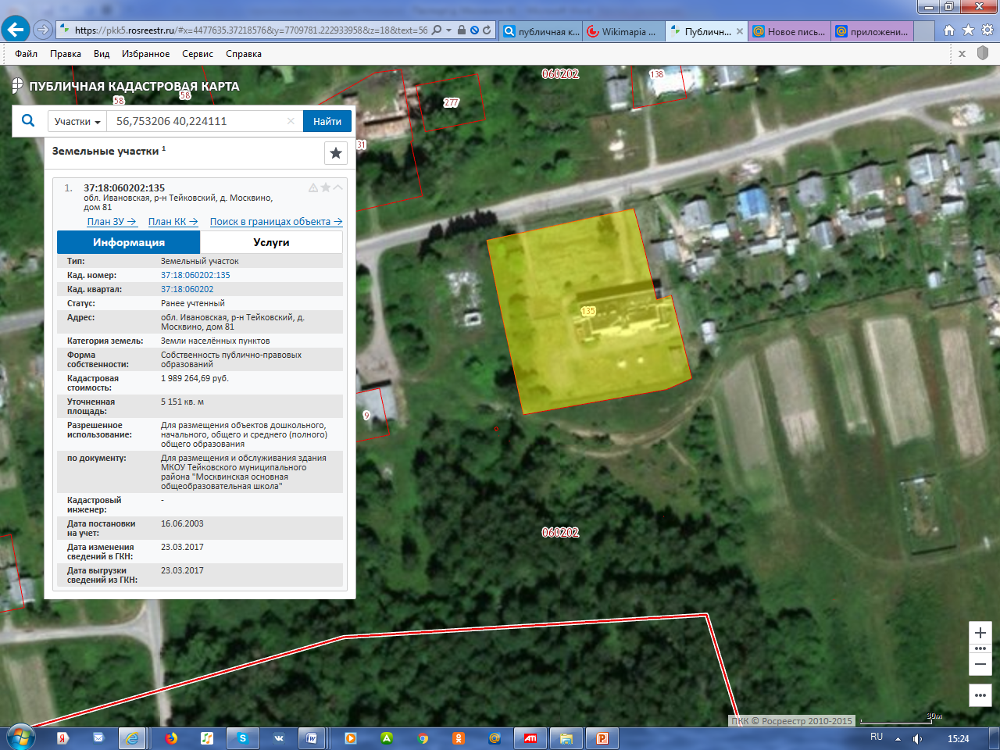 https://pkk5.rosreestr.ru/#x=4477635.37218576&y=7709781.222933958&z=18&text=56
публичная к...
Wikimapia ...
Публичн...
Новое пись...
приложени...
Файл Правка Вид Избранное Сервис Справка
ПУБЛИЧНАЯ КАДАСТРОВАЯ КАРТА
Участки
56,753206 40,224111
Найти
Земельные участки 1
1. 37:18:060202:135
обл. Ивановская, р-н Тейковский, д. Москвино,
дом 81
План ЗУ → План КК → Поиск в границах объекта →
Информация Услуги
Тип: Земельный участок
Кад. номер: 37:18:060202:135
Кад. квартал: 37:18:060202
Статус: Ранее учтенный
Адрес: обл. Ивановская, р-н Тейковский, д.
Москвино, дом 81
Категория земель: Земли населённых пунктов
Форма собственности: Собственность публично-правовых
образований
Кадастровая стоимость: 1 989 264,69 руб.
Уточненная площадь: 5 151 кв. м
Разрешенное использование: Для размещения объектов дошкольного,
начального, общего и среднего (полного)
общего образования
по документу: Для размещения и обслуживания здания
МКОУ Тейковского муниципального
района "Москвинская основная
общеобразовательная школа"
Кадастровый инженер: -
Дата постановки на учет: 16.06.2003
Дата изменения сведений в ГКН: 23.03.2017
Дата выгрузки сведений из ГКН: 23.03.2017
58
58
31
277
060202
138
135
9
060202
ПКК © Росреестр 2010-2015
30м
RU
15:24